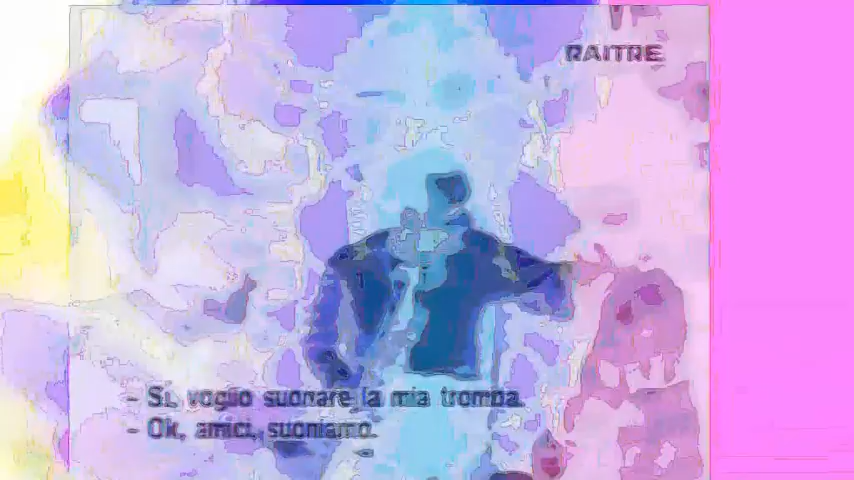 RAITRE
- Sì, voglio suonare la mia tromba.
- Ok, amici, suoniamo.